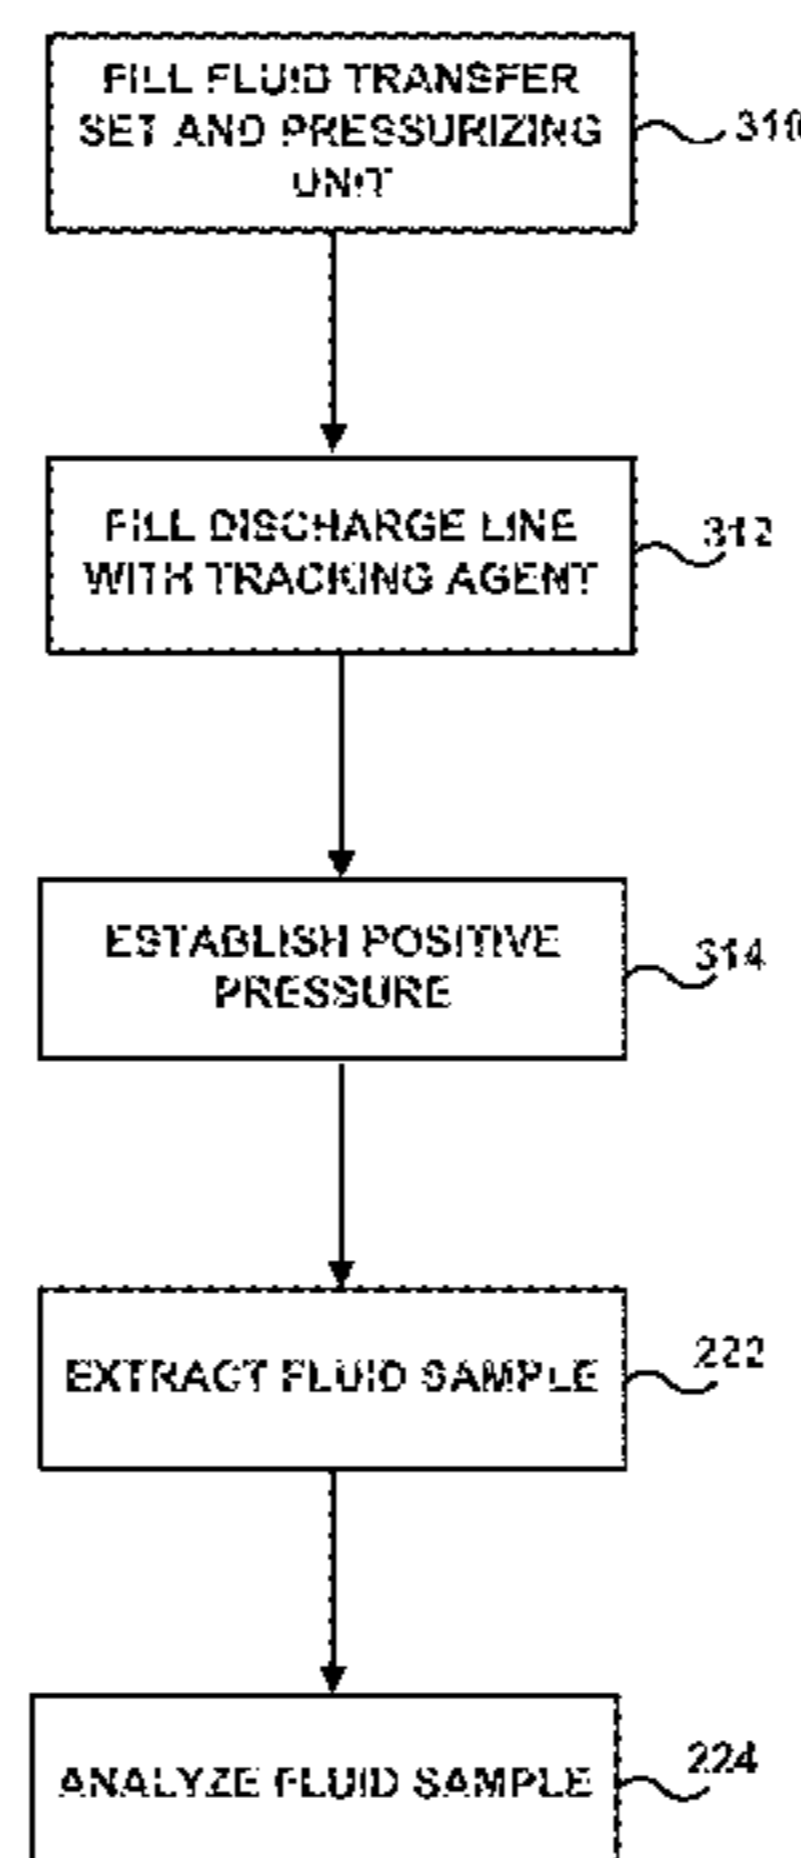 FILL FLUID TRANSFER
SET AND PRESSURIZING
UNIT
310
FILL DISCHARGE LINE
WITH TRACKING AGENT
312
ESTABLISH POSITIVE
PRESSURE
314
EXTRACT FLUID SAMPLE
222
ANALYZE FLUID SAMPLE
224